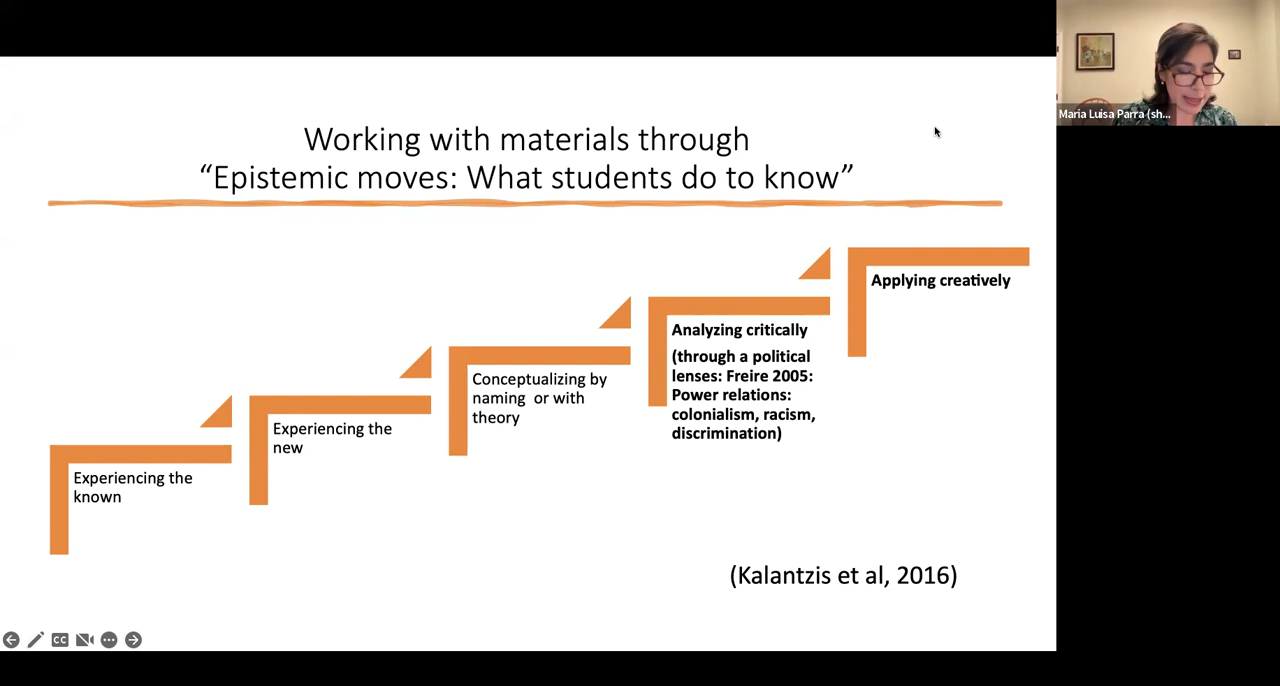 Working with materials through
“Epistemic moves: What students do to know”
Experiencing the
known
Experiencing the
new
Conceptualizing by
naming or with
theory
Analyzing critically
(through a political
lenses: Freire 2005:
Power relations:
colonialism, racism,
discrimination)
Applying creatively
(Kalantzis et al, 2016)
Maria Luisa Parra (sh...
CC